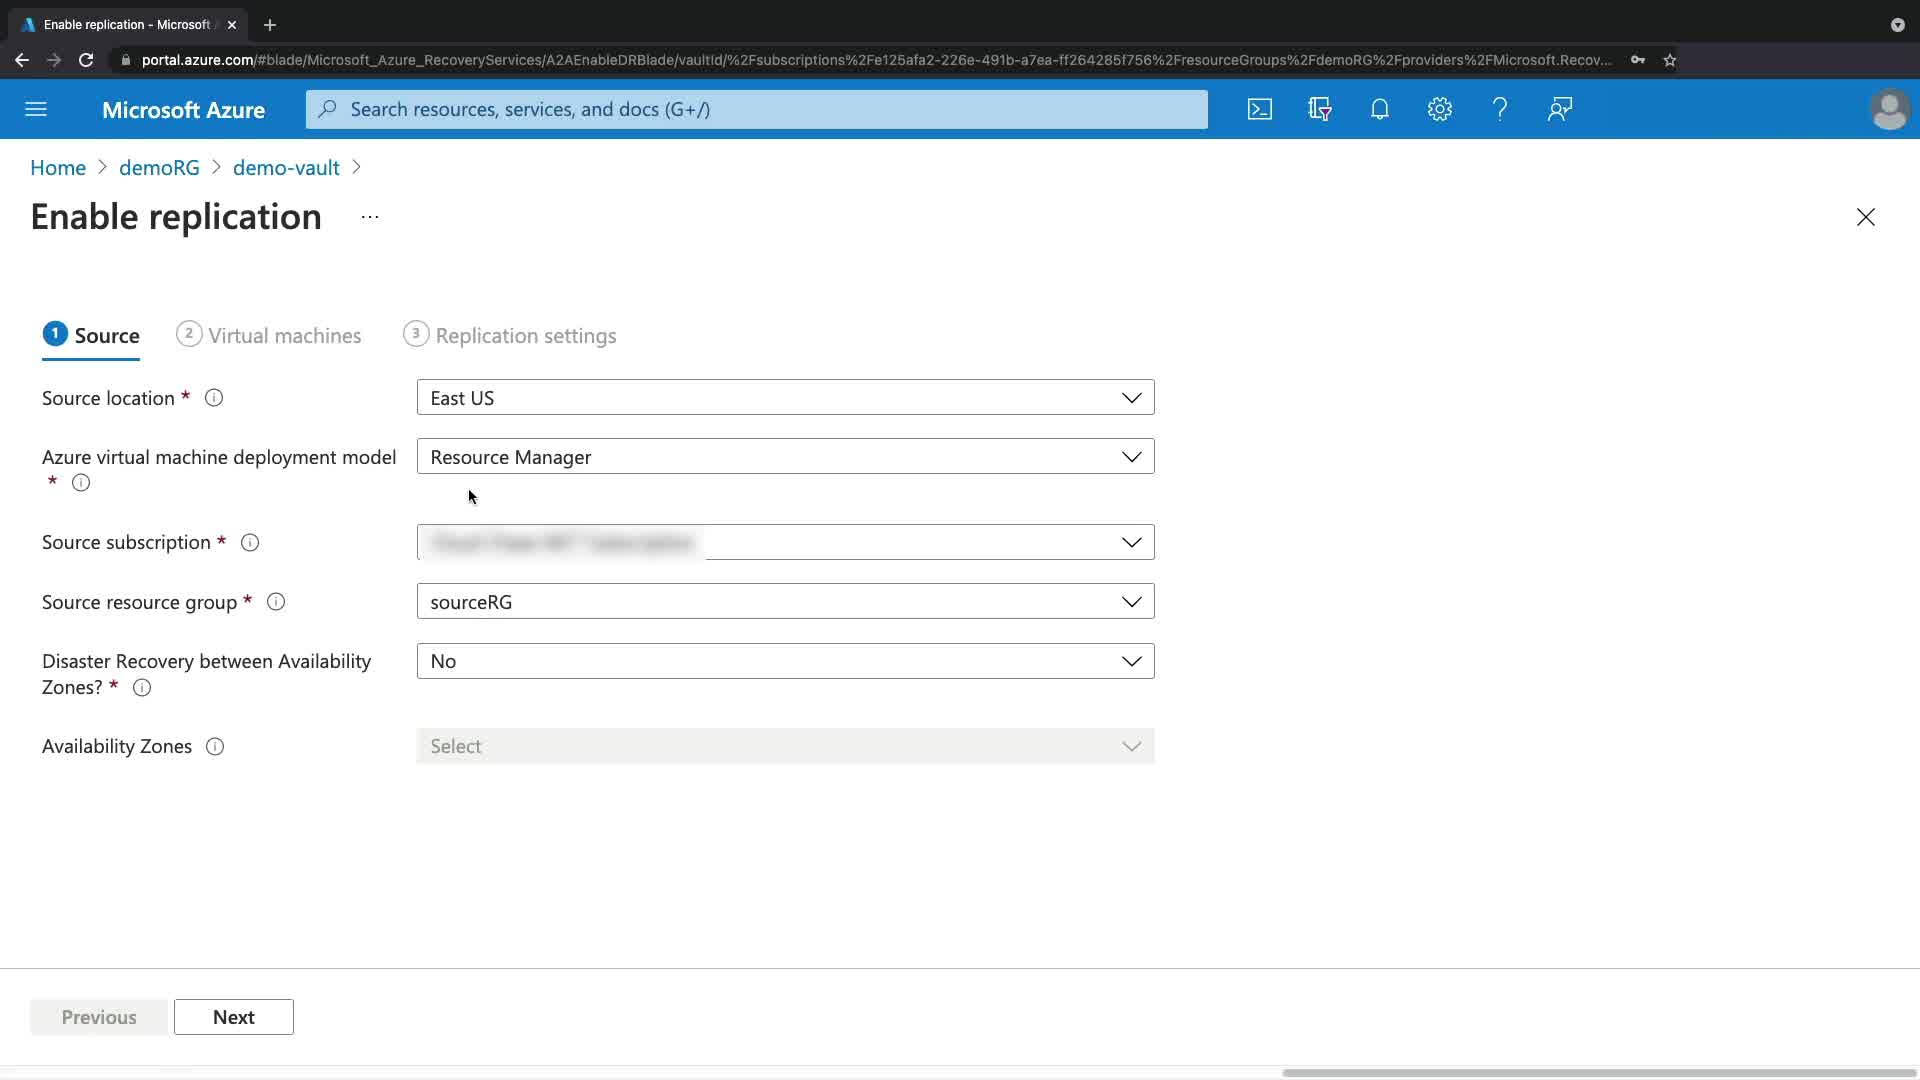 Enable replication - Microsoft
portal.azure.com/#blade/Microsoft_Azure_RecoveryServices/A2AEnableDRBlade/vaultId/%2Fsubscriptions%2Fe125afa2-226e-491b-a7ea-ff264285f756%2FresourceGroups%2FdemoRG%2Fproviders%2FMicrosoft.Recov...
Microsoft Azure
Search resources, services, and docs (G+/)
Home > demoRG > demo-vault >
Enable replication ...
1 Source 2 Virtual machines 3 Replication settings
Source location * East US
Azure virtual machine deployment model * Resource Manager
Source subscription *
Source resource group * sourceRG
Disaster Recovery between Availability No
Zones? *
Availability Zones Select
Previous Next